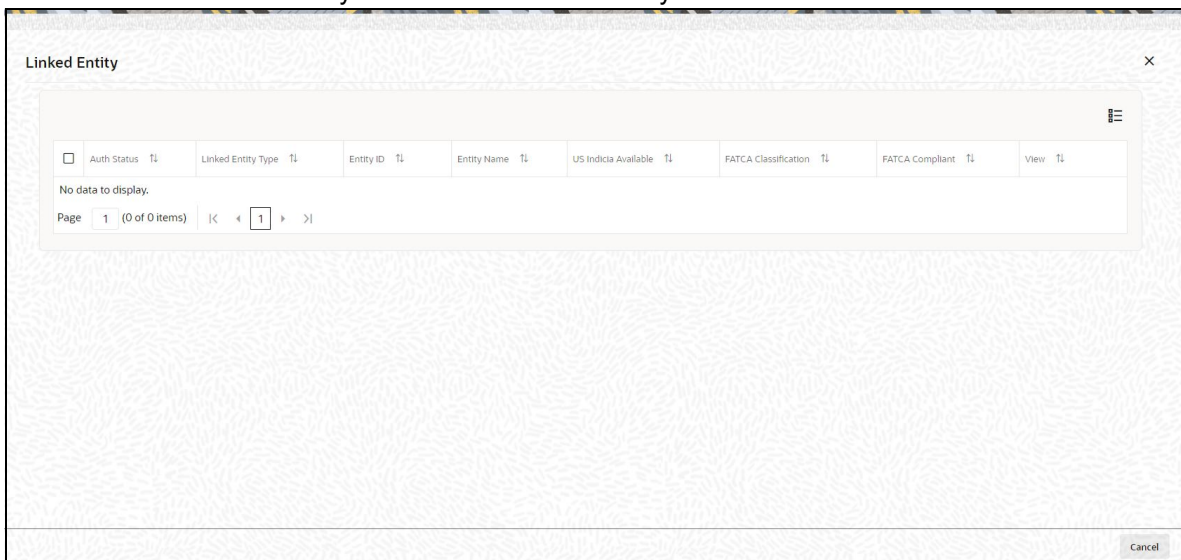 Linked Entity
Auth Status Linked Entity Type Entity ID Entity Name US Indicia Available FATCA Classification FATCA Compliant View
No data to display.
Page 1 (0 of 0 items) 1
Cancel